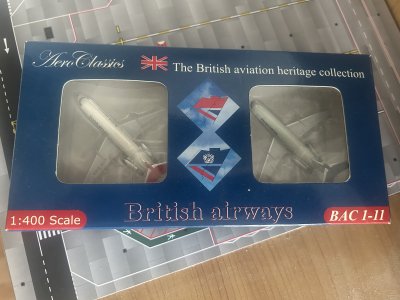 AeroClassics
The British aviation heritage collection
1:400 Scale
British airways
BAC 1-11